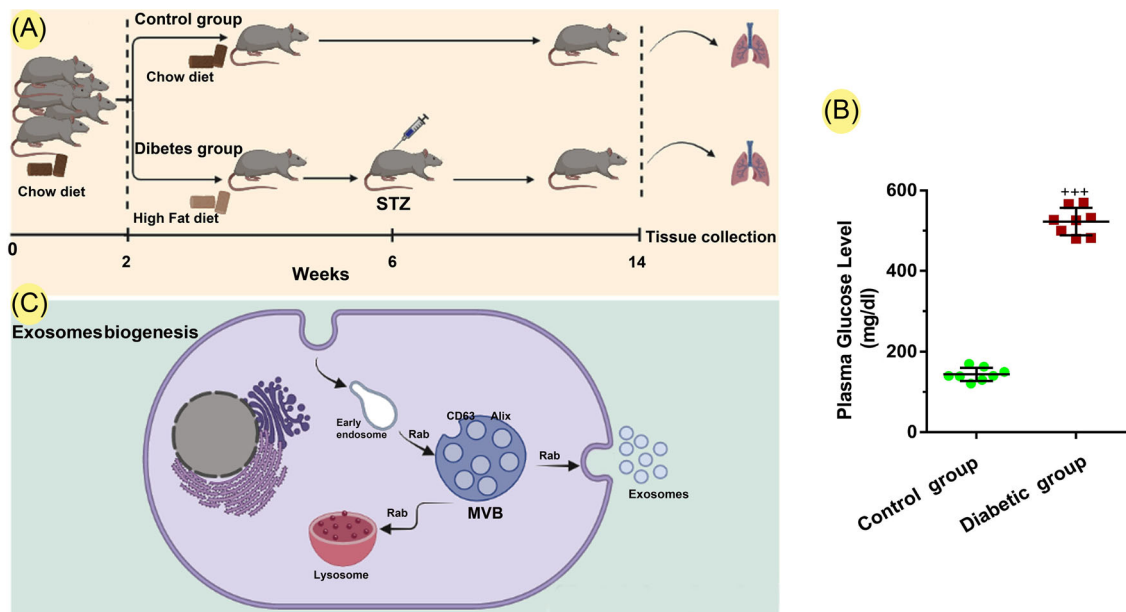 (A)
Control group
Chow diet
Chow diet
Dibetes group
High Fat diet
STZ
Tissue collection
0 2 6 14
Weeks
(B)
Plasma Glucose Level
(mg/dl)
600
400
200
0
+++
Control group
Diabetic group
(C)
Exosomes biogenesis
Early
endosome
Rab
CD63 Alix
MVB
Rab
Exosomes
Rab
Lysosome